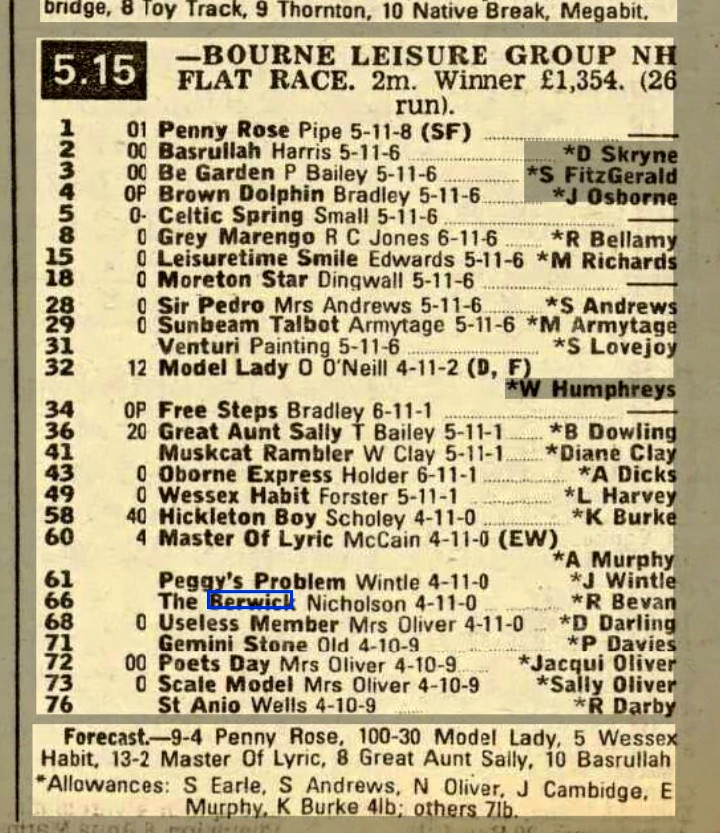 bridge, 8 Toy Track, 9 Thornton, 10 Native Break, Megabit.
5.15 —BOURNE LEISURE GROUP NH
FLAT RACE. 2m. Winner £1,354. (26
run).
1 01 Penny Rose Pipe 5-11-8 (SF)
2 00 Basrullah Harris 5-11-6 *D Skryne
3 00 Be Garden P Bailey 5-11-6 *S FitzGerald
4 0P Brown Dolphin Bradley 5-11-6 *J Osborne
5 0- Celtic Spring Small 5-11-6
8 0 Grey Marengo R C Jones 6-11-6 *R Bellamy
15 0 Leisuretime Smile Edwards 5-11-6 *M Richards
18 0 Moreton Star Dingwall 5-11-6
28 0 Sir Pedro Mrs Andrews 5-11-6 *S Andrews
29 0 Sunbeam Talbot Armytage 5-11-6 *M Armytage
31 Venturi Painting 5-11-6 *S Lovejoy
32 12 Model Lady O O'Neill 4-11-2 (D, F)
*W Humphreys
34 0P Free Steps Bradley 6-11-1
36 20 Great Aunt Sally T Bailey 5-11-1 *B Dowling
41 Muskcat Rambler W Clay 5-11-1 *Diane Clay
43 0 Oborne Express Holder 6-11-1 *A Dicks
49 0 Wessex Habit Forster 5-11-1 *L Harvey
58 40 Hickleton Boy Scholey 4-11-0 *K Burke
60 4 Master Of Lyric McCain 4-11-0 (EW)
*A Murphy
61 Peggy's Problem Wintle 4-11-0 *J Wintle
66 The Berwick Nicholson 4-11-0 *R Bevan
68 0 Useless Member Mrs Oliver 4-11-0 *D Darling
71 Gemini Stone Old 4-10-9 *P Davies
72 00 Poets Day Mrs Oliver 4-10-9 *Jacqui Oliver
73 0 Scale Model Mrs Oliver 4-10-9 *Sally Oliver
76 St Anio Wells 4-10-9 *R Darby
Forecast.—9-4 Penny Rose, 100-30 Model Lady, 5 Wessex
Habit, 13-2 Master Of Lyric, 8 Great Aunt Sally, 10 Basrullah
*Allowances: S Earle, S Andrews, N Oliver, J Cambidge, E
Murphy, K Burke 4lb; others 7lb.